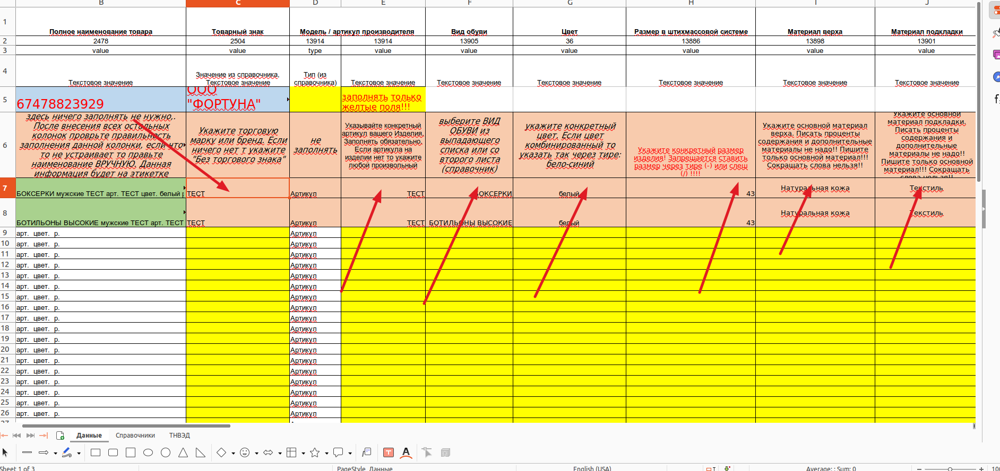 B C D E F G H I J
1 Полное наименование товара Товарный знак Модель / артикул производителя Вид обуви Цвет Размер в штихмассовой системе Материал верха Материал подкладки
2 2478 2504 13914 13914 13905 36 13886 13898 13901
3 value value type value value value value value value
4 Текстовое значение Значение из справочника, Текстовое значение Тип (из справочника) Текстовое значение Текстовое значение Текстовое значение Текстовое значение Текстовое значение Текстовое значение
5 67478823929 ООО "ФОРТУНА" заполнять только желтые поля!!!
6
здесь ничего заполнять не нужно,.
После внесения всех остальных
колонок проврьте правильность
заполнения данной колонки, если что-
то не устраивает то правьте
наименование ВРУЧНУЮ. Данная
информация будет на этикетке
Укажите торговую
марку или бренд. Если
ничего нет т укажите
"Без торгового знака"
не
заполнять
Указывайте конкретный
артикул вашего Изделия.
Заполнять обязательно,
Если артикула на
изделии нет то укажите
любой произвольный
выберите ВИД
ОБУВИ из
выпадающего
списка или со
второго листа
(справочник)
укажите конкретный
цвет. Если цвет
комбинированный то
указать так через тире:
бело-синий
Укажите конкретный размер
изделия! Запрещается ставить
размер через тире (-) или слеш
(/) !!!!
Укажите основной материал
верха. Писать проценты
содержания и дополнительные
материалы не надо!! Пишите
только основной материал!!!
Сокращать слова нельзя!!
Укажите основной
материал подкладки.
Писать проценты
содержания и
дополнительные
материалы не надо!!
Пишите только основной
материал!!! Сокращать
слова нельзя!!
7 БОКСЕРКИ мужские ТЕСТ арт. ТЕСТ цвет. белый ТЕСТ Артикул ТЕСТ БОКСЕРКИ белый 43 Натуральная кожа Текстиль
8 БОТИЛЬОНЫ ВЫСОКИЕ мужские ТЕСТ арт. ТЕСТ ТЕСТ Артикул ТЕСТ БОТИЛЬОНЫ ВЫСОКИЕ белый 43 Натуральная кожа Текстиль
9 арт. цвет. р. Артикул
10 арт. цвет. р. Артикул
11 арт. цвет. р. Артикул
12 арт. цвет. р. Артикул
13 арт. цвет. р. Артикул
14 арт. цвет. р. Артикул
15 арт. цвет. р. Артикул
16 арт. цвет. р. Артикул
17 арт. цвет. р. Артикул
18 арт. цвет. р. Артикул
19 арт. цвет. р. Артикул
20 арт. цвет. р. Артикул
21 арт. цвет. р. Артикул
22 арт. цвет. р. Артикул
23 арт. цвет. р. Артикул
24 арт. цвет. р. Артикул
25 арт. цвет. р. Артикул
26 арт. цвет. р. Артикул
Данные Справочники ТНВЭД
Sheet 1 of 3 PageStyle_Данные English (USA) Average: ; Sum: 0